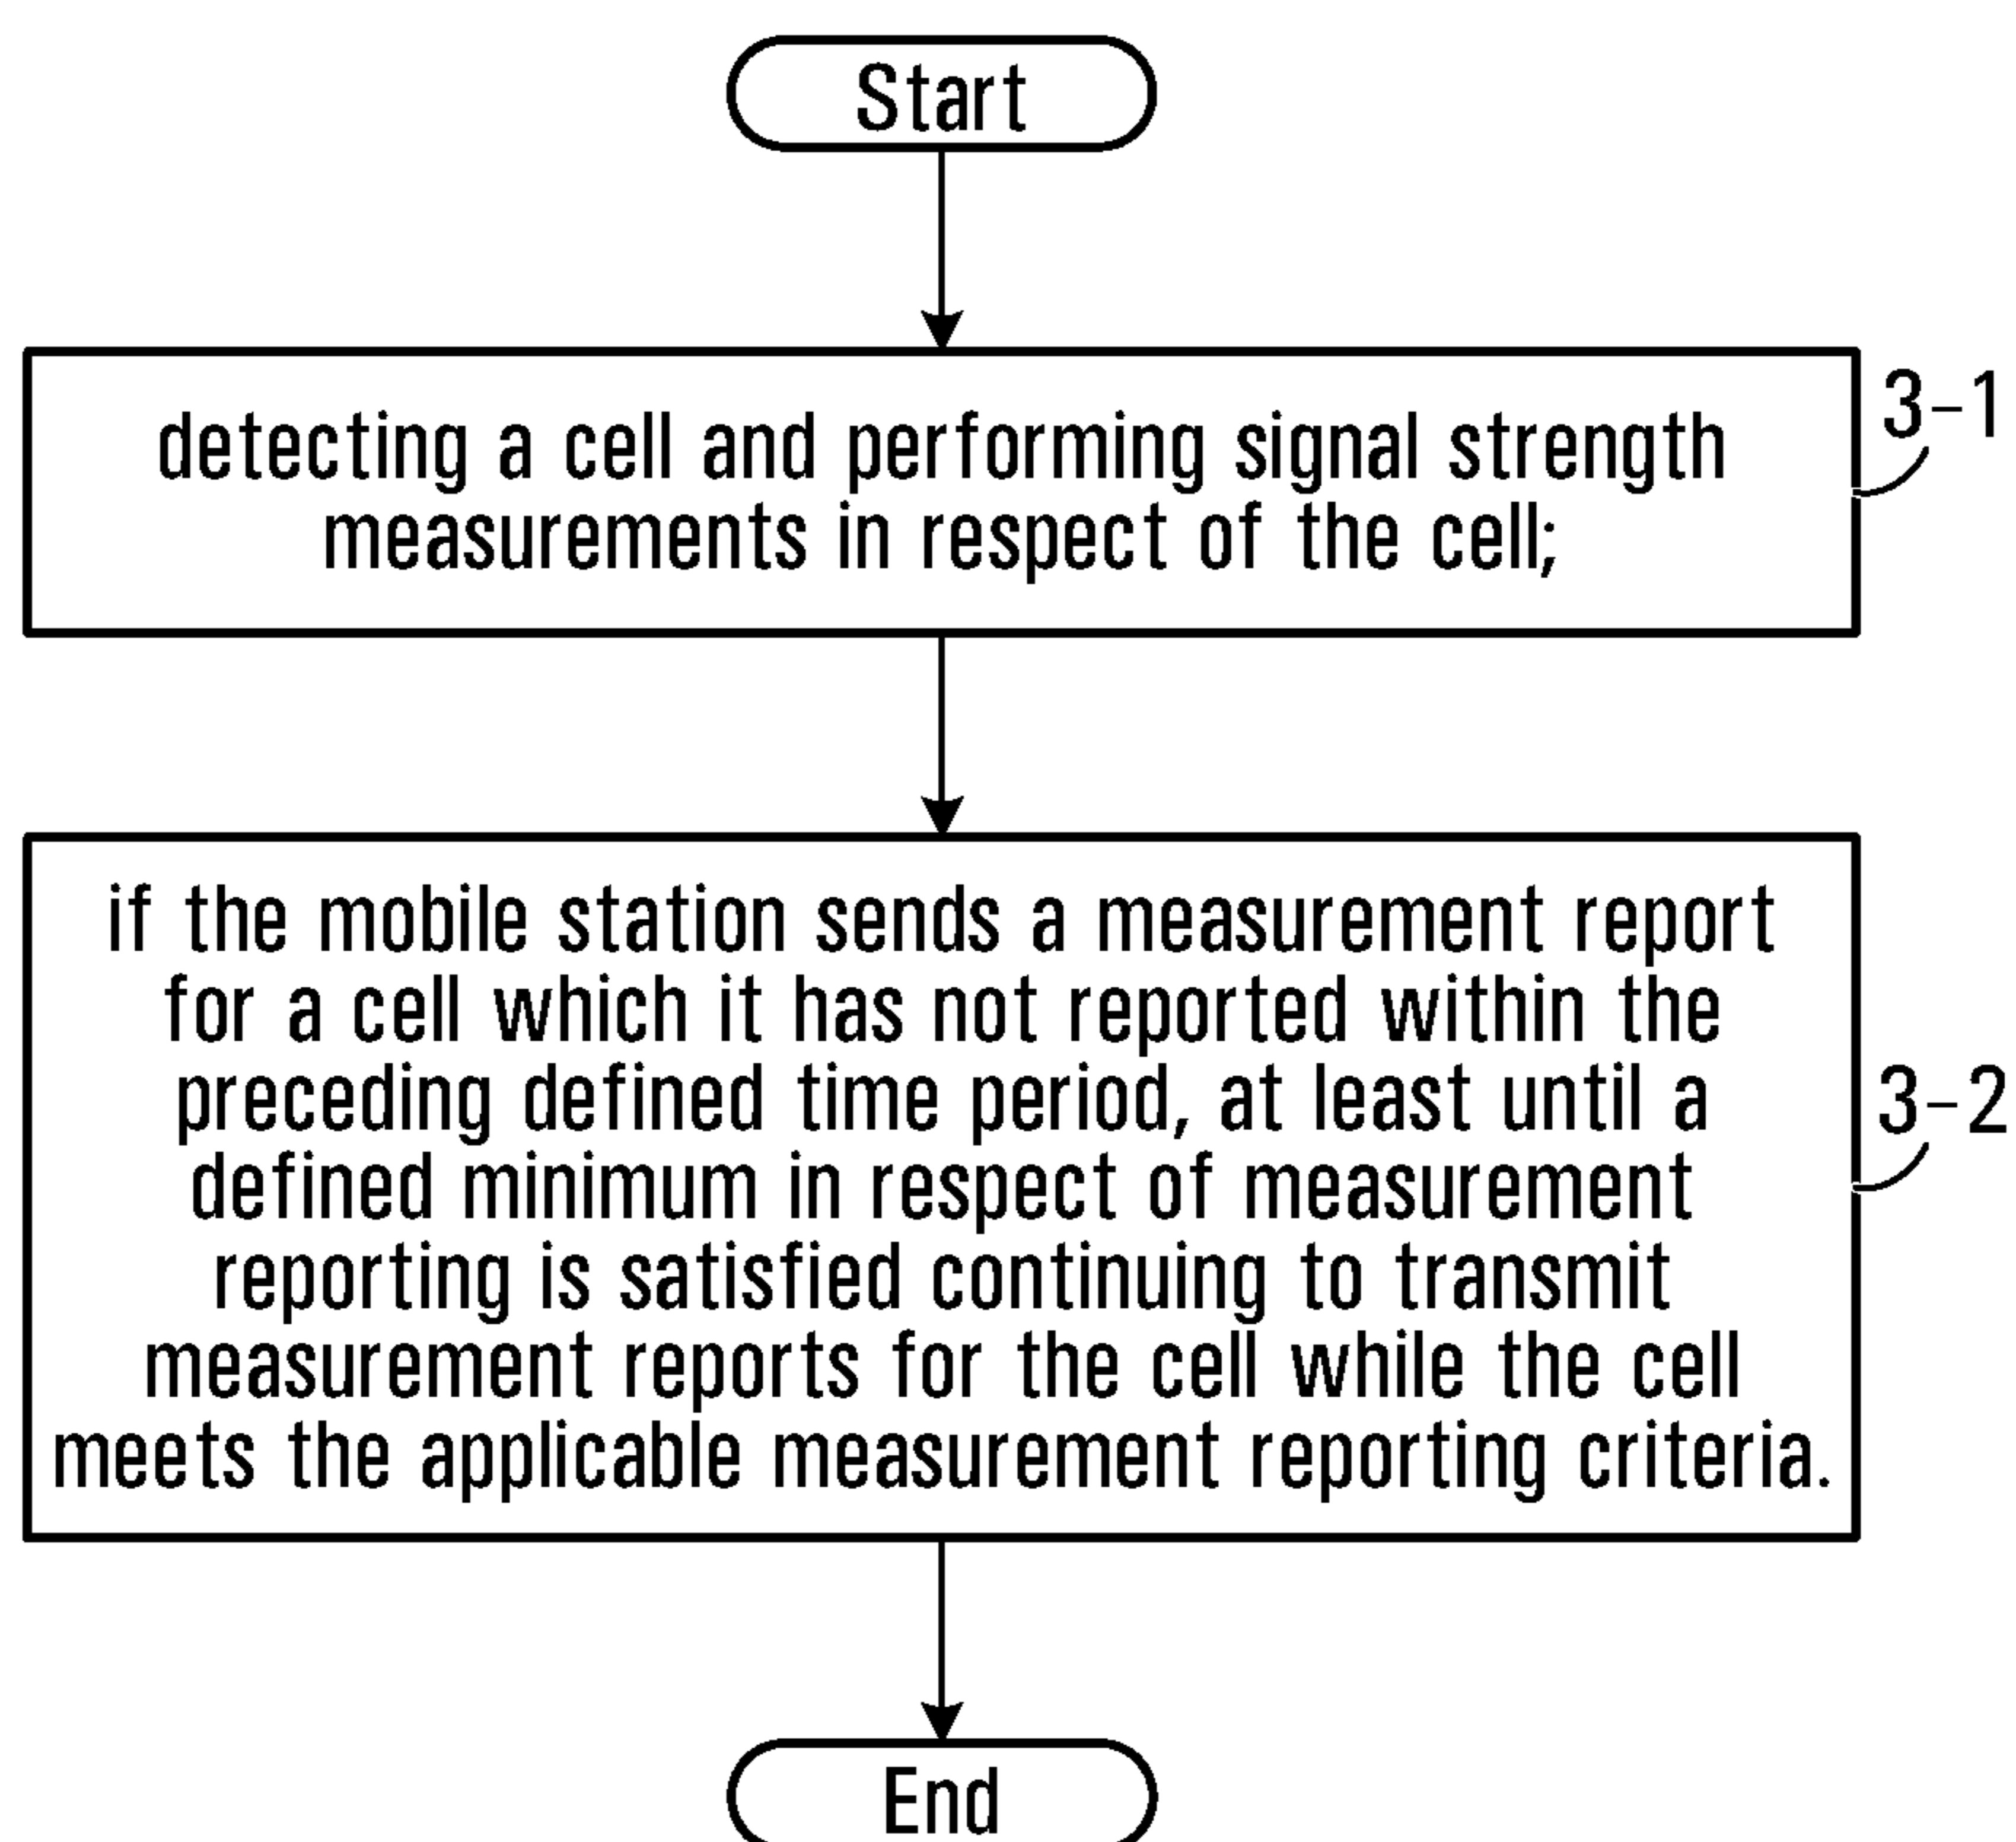 Start
detecting a cell and performing signal strength
measurements in respect of the cell;
3-1
if the mobile station sends a measurement report
for a cell which it has not reported within the
preceding defined time period, at least until a
defined minimum in respect of measurement
reporting is satisfied continuing to transmit
measurement reports for the cell while the cell
meets the applicable measurement reporting criteria.
3-2
End